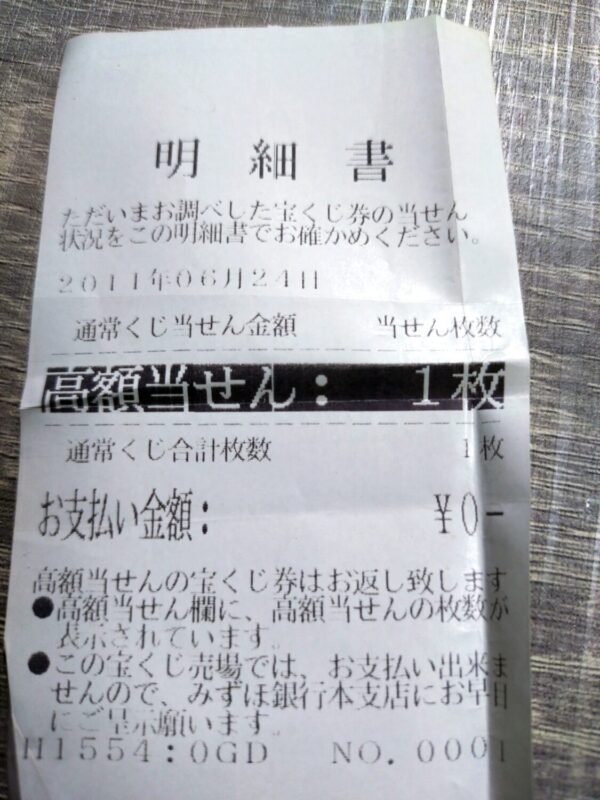 明細書
ただいまお調べした宝くじ券の当せん
状況をこの明細書でお確かめください。
2011年06月24日
通常くじ当せん金額 当せん枚数
高額当せん: 1枚
通常くじ合計枚数 1枚
お支払い金額: ¥0-
高額当せんの宝くじ券はお返し致します
●高額当せん欄に、高額当せんの枚数が
表示されています。
●この宝くじ売場では、お支払い出来ま
せんので、みずほ銀行本支店にお早目
にご呈示願います。
H1554:0GD NO.0001